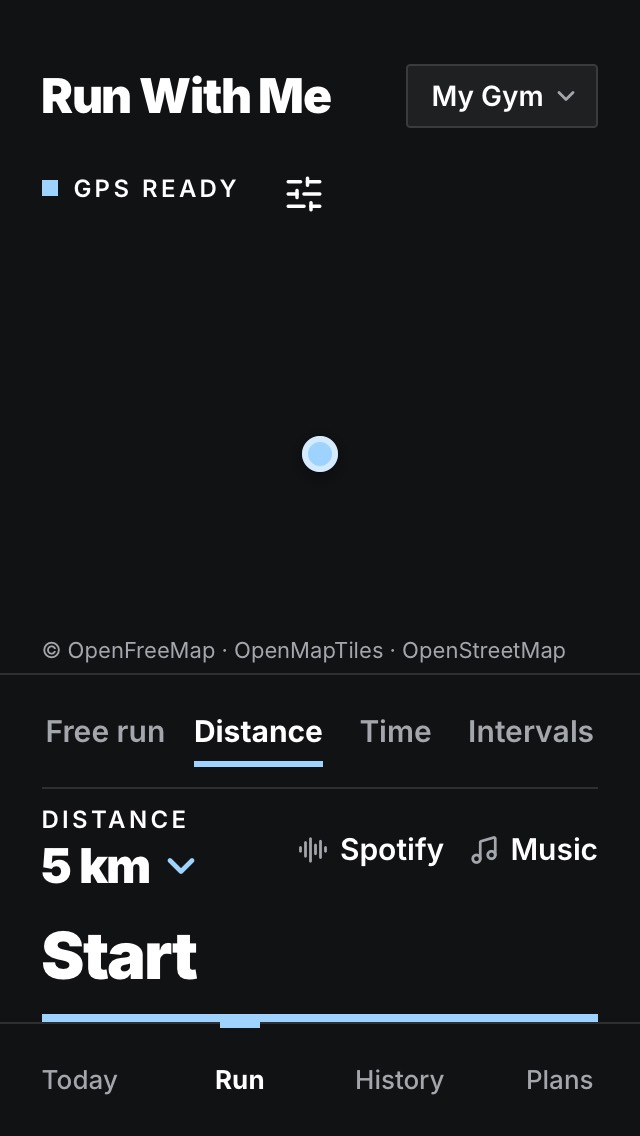 Run With Me
My Gym
GPS READY
© OpenFreeMap · OpenMapTiles · OpenStreetMap
Free run Distance Time Intervals
DISTANCE
5 km
Spotify Music
Start
Today Run History Plans